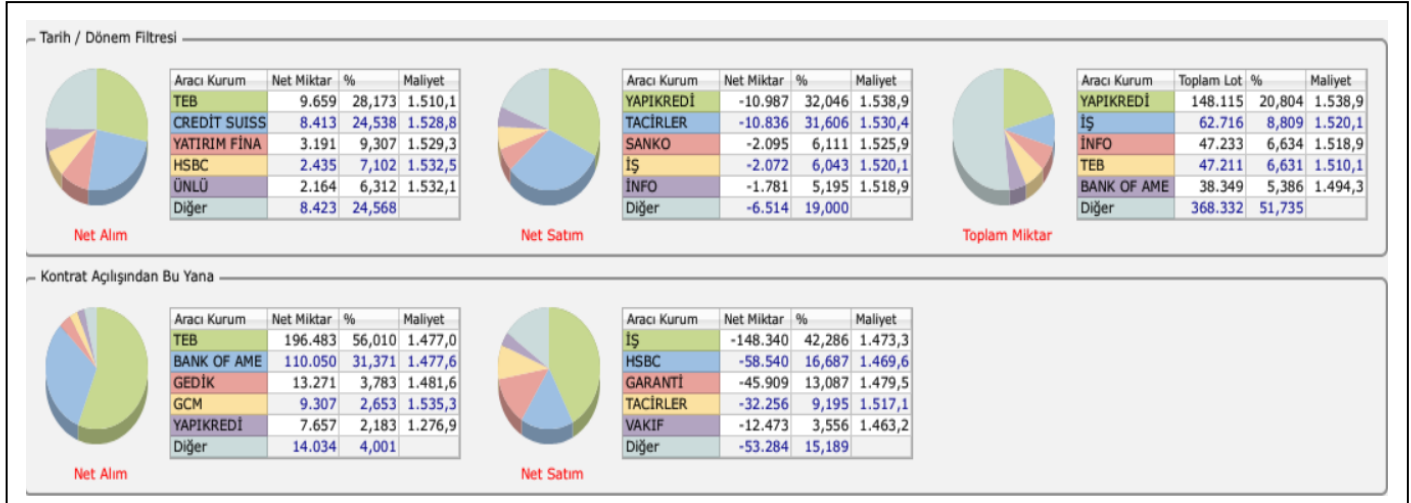 Tarih / Dönem Filtresi
Aracı Kurum Net Miktar % Maliyet
TEB 9.659 28,173 1.510,1
CREDİT SUISS 8.413 24,538 1.528,8
YATIRIM FİNA 3.191 9,307 1.529,3
HSBC 2.435 7,102 1.532,5
ÜNLÜ 2.164 6,312 1.532,1
Diğer 8.423 24,568
Net Alım
Aracı Kurum Net Miktar % Maliyet
YAPIKREDİ -10.987 32,046 1.538,9
TACİRLER -10.836 31,606 1.530,4
SANKO -2.095 6,111 1.525,9
İŞ -2.072 6,043 1.520,1
İNFO -1.781 5,195 1.518,9
Diğer -6.514 19,000
Net Satım
Aracı Kurum Toplam Lot % Maliyet
YAPIKREDİ 148.115 20,804 1.538,9
İŞ 62.716 8,809 1.520,1
İNFO 47.233 6,634 1.518,9
TEB 47.211 6,631 1.510,1
BANK OF AME 38.349 5,386 1.494,3
Diğer 368.332 51,735
Toplam Miktar
Kontrat Açılışından Bu Yana
Aracı Kurum Net Miktar % Maliyet
TEB 196.483 56,010 1.477,0
BANK OF AME 110.050 31,371 1.477,6
GEDİK 13.271 3,783 1.481,6
GCM 9.307 2,653 1.535,3
YAPIKREDİ 7.657 2,183 1.276,9
Diğer 14.034 4,001
Net Alım
Aracı Kurum Net Miktar % Maliyet
İŞ -148.340 42,286 1.473,3
HSBC -58.540 16,687 1.469,6
GARANTİ -45.909 13,087 1.479,5
TACİRLER -32.256 9,195 1.517,1
VAKIF -12.473 3,556 1.463,2
Diğer -53.284 15,189
Net Satım